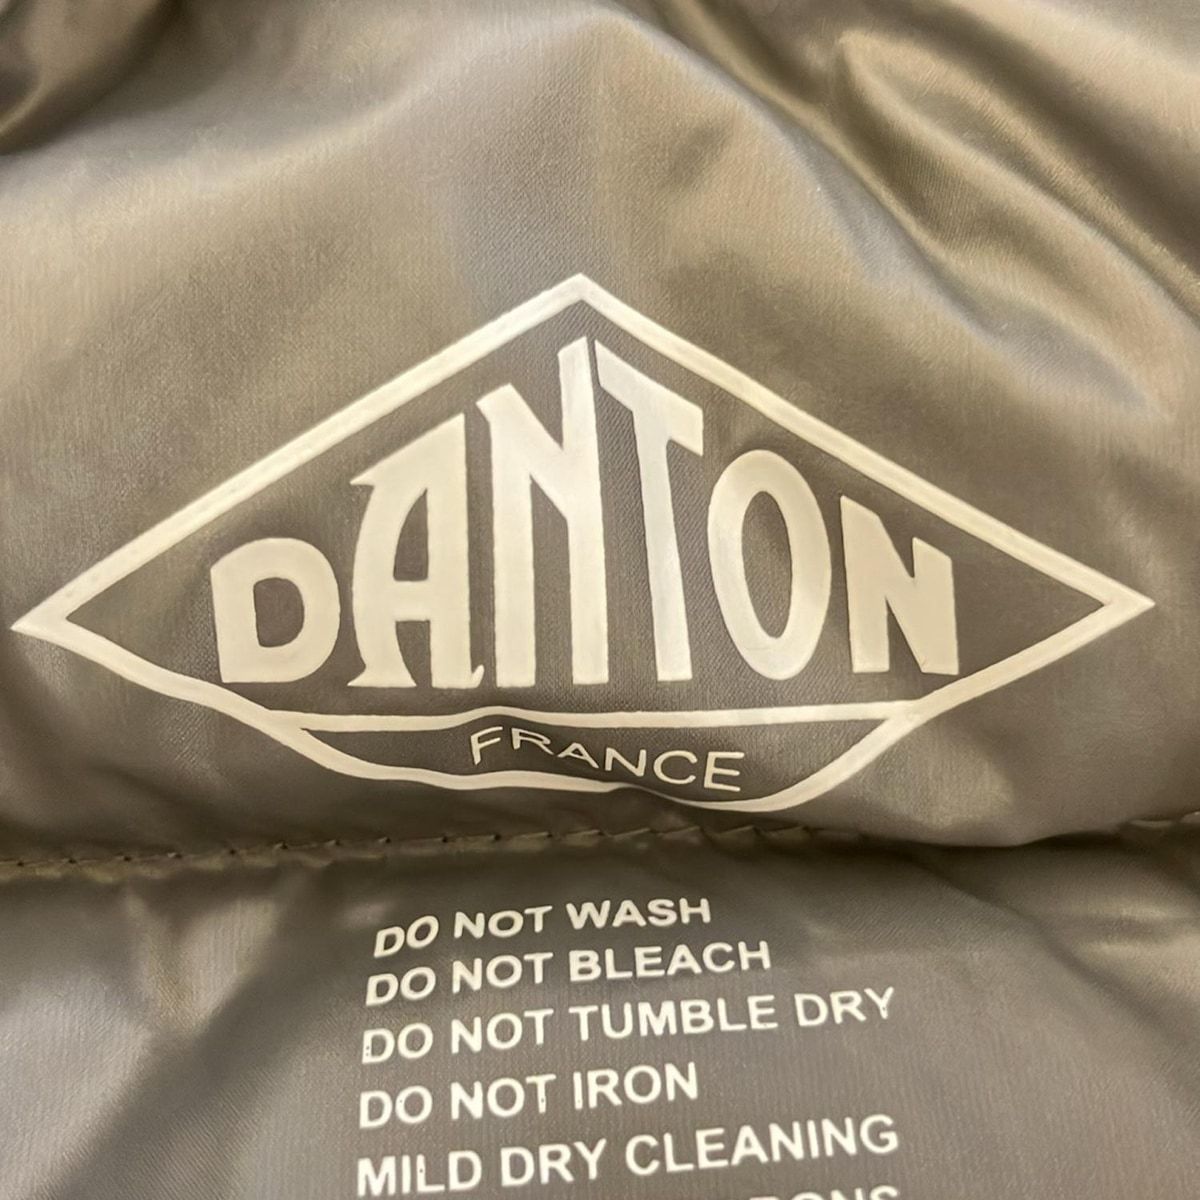 DANTON
FRANCE
DO NOT WASH
DO NOT BLEACH
DO NOT TUMBLE DRY
DO NOT IRON
MILD DRY CLEANING